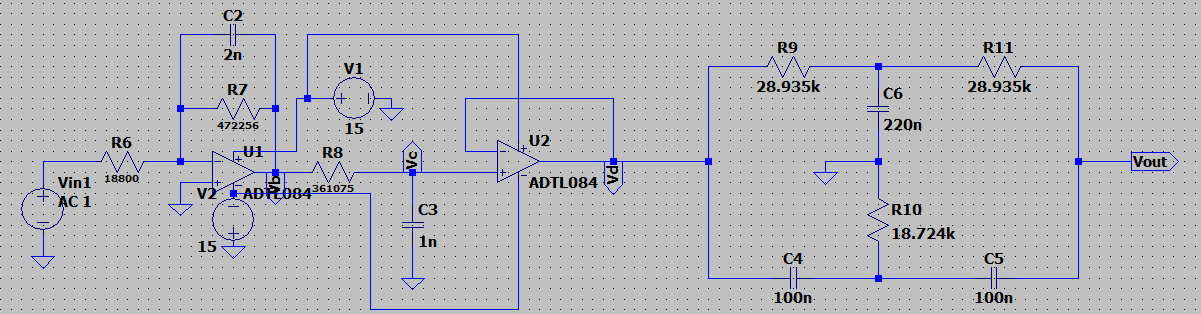 C2
2n
R7
472256
R6
18800
Vin1
AC 1
U1
V2
ADTL084
15
Vb
V1
15
R8
361075
Vc
C3
1n
U2
ADTL084
Vd
R9
28.935k
R11
28.935k
C6
220n
R10
18.724k
C4
100n
C5
100n
Vout